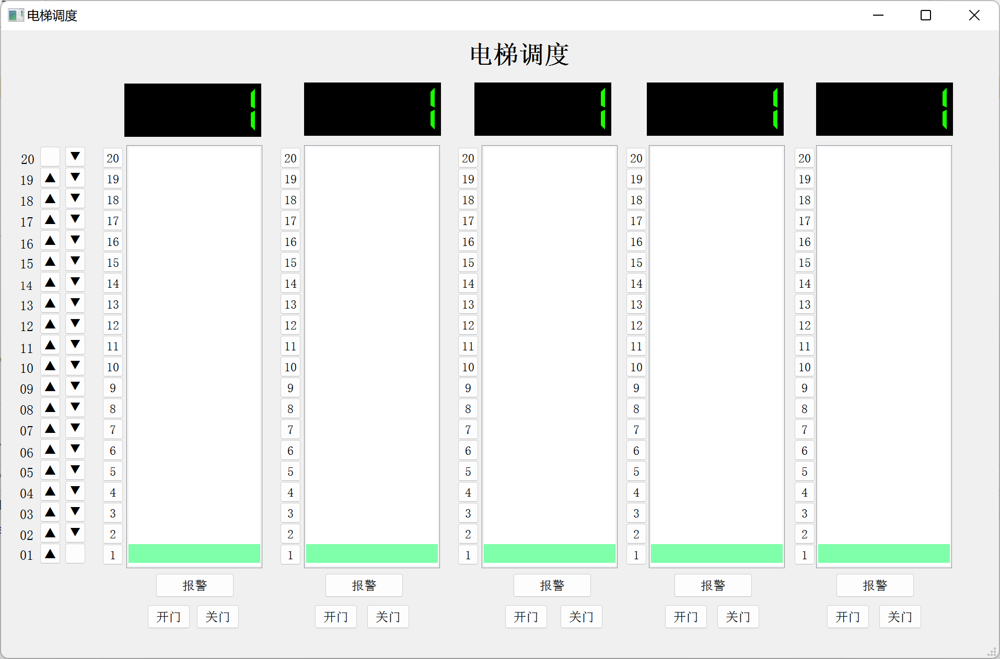 电梯调度
电梯调度
1 1 1 1 1
20 ▼ 20 20 20 20 20
19 ▲ ▼ 19 19 19 19 19
18 ▲ ▼ 18 18 18 18 18
17 ▲ ▼ 17 17 17 17 17
16 ▲ ▼ 16 16 16 16 16
15 ▲ ▼ 15 15 15 15 15
14 ▲ ▼ 14 14 14 14 14
13 ▲ ▼ 13 13 13 13 13
12 ▲ ▼ 12 12 12 12 12
11 ▲ ▼ 11 11 11 11 11
10 ▲ ▼ 10 10 10 10 10
09 ▲ ▼ 9 9 9 9 9
08 ▲ ▼ 8 8 8 8 8
07 ▲ ▼ 7 7 7 7 7
06 ▲ ▼ 6 6 6 6 6
05 ▲ ▼ 5 5 5 5 5
04 ▲ ▼ 4 4 4 4 4
03 ▲ ▼ 3 3 3 3 3
02 ▲ ▼ 2 2 2 2 2
01 ▲ 1 1 1 1 1
报警 报警 报警 报警 报警
开门 关门 开门 关门 开门 关门 开门 关门 开门 关门